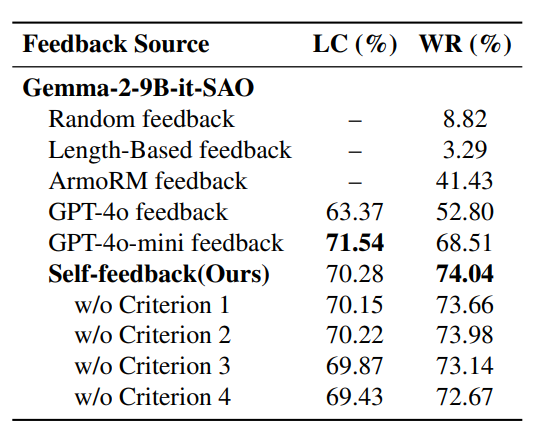 Feedback Source LC (%) WR (%)
Gemma-2-9B-it-SAO
Random feedback – 8.82
Length-Based feedback – 3.29
ArmoRM feedback – 41.43
GPT-4o feedback 63.37 52.80
GPT-4o-mini feedback 71.54 68.51
Self-feedback(Ours) 70.28 74.04
w/o Criterion 1 70.15 73.66
w/o Criterion 2 70.22 73.98
w/o Criterion 3 69.87 73.14
w/o Criterion 4 69.43 72.67